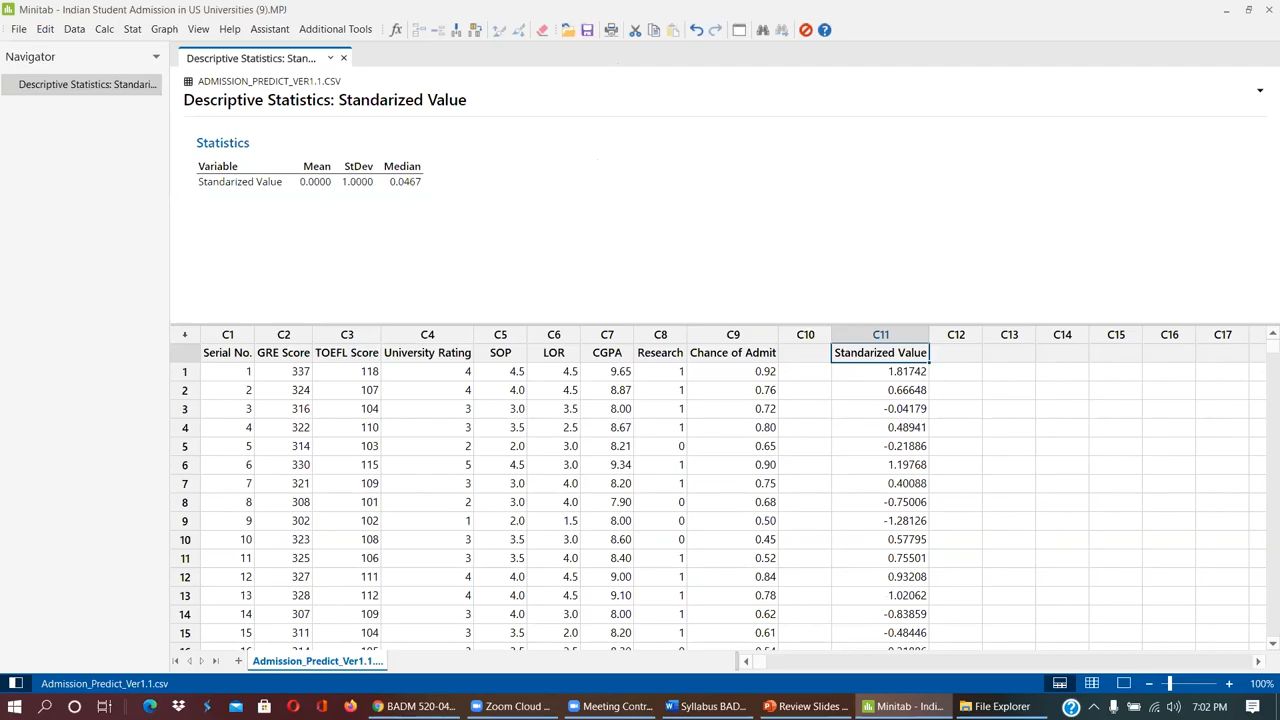 Minitab - Indian Student Admission in US Universities (9).MPJ
File Edit Data Calc Stat Graph View Help Assistant Additional Tools
Navigator
Descriptive Statistics: Standari...
Descriptive Statistics: Stan...
ADMISSION_PREDICT_VER1.1.CSV
Descriptive Statistics: Standarized Value
Statistics
Variable Mean StDev Median
Standarized Value 0.0000 1.0000 0.0467
C1 C2 C3 C4 C5 C6 C7 C8 C9 C10 C11 C12 C13 C14 C15 C16 C17
Serial No. GRE Score TOEFL Score University Rating SOP LOR CGPA Research Chance of Admit Standarized Value
1 1 337 118 4 4.5 4.5 9.65 1 0.92 1.81742
2 2 324 107 4 4.0 4.5 8.87 1 0.76 0.66648
3 3 316 104 3 3.0 3.5 8.00 1 0.72 -0.04179
4 4 322 110 3 3.5 2.5 8.67 1 0.80 0.48941
5 5 314 103 2 2.0 3.0 8.21 0 0.65 -0.21886
6 6 330 115 5 4.5 3.0 9.34 1 0.90 1.19768
7 7 321 109 3 3.0 4.0 8.20 1 0.75 0.40088
8 8 308 101 2 3.0 4.0 7.90 0 0.68 -0.75006
9 9 302 102 1 2.0 1.5 8.00 0 0.50 -1.28126
10 10 323 108 3 3.5 3.0 8.60 0 0.45 0.57795
11 11 325 106 3 3.5 4.0 8.40 1 0.52 0.75501
12 12 327 111 4 4.0 4.5 9.00 1 0.84 0.93208
13 13 328 112 4 4.0 4.5 9.10 1 0.78 1.02062
14 14 307 109 3 4.0 3.0 8.00 1 0.62 -0.83859
15 15 311 104 3 3.5 2.0 8.20 1 0.61 -0.48446
Admission_Predict_Ver1.1....
Admission_Predict_Ver1.1.csv
100%
BADM 520-04... Zoom Cloud ... Meeting Contr... Syllabus BAD... Review Slides ... Minitab - Indi... File Explorer 7:02 PM